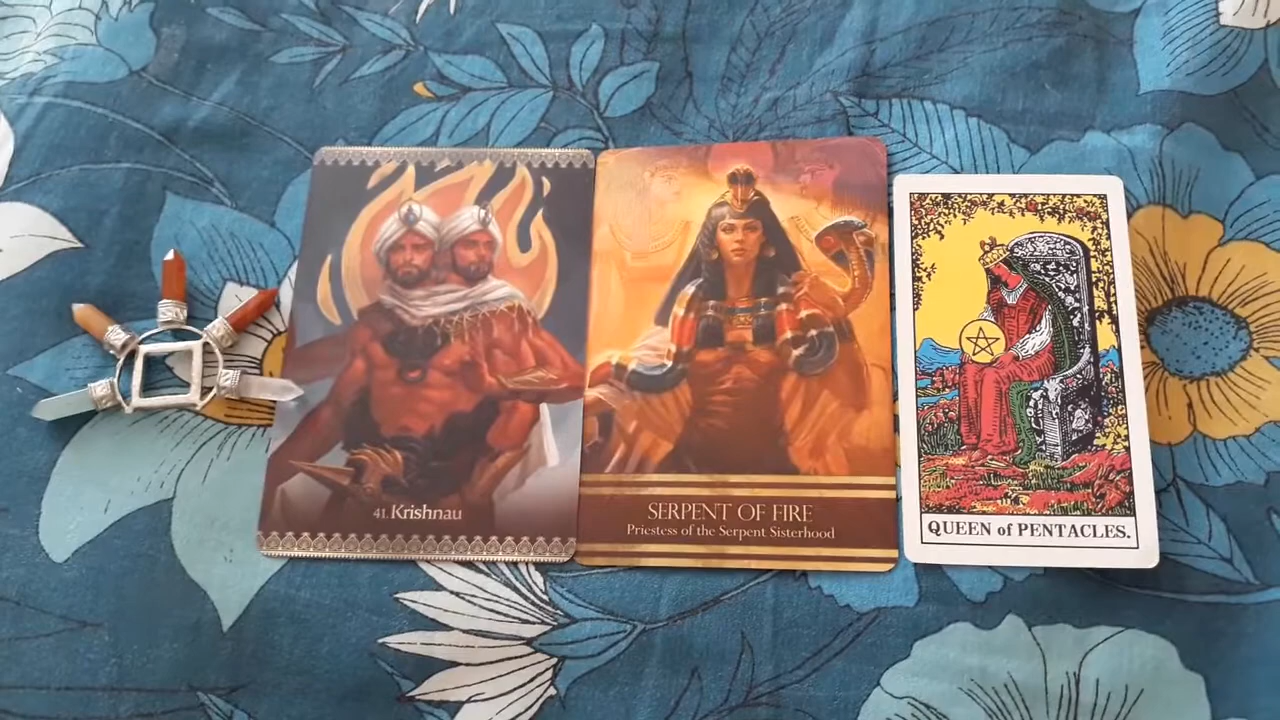 41. Krishnau
SERPENT OF FIRE
Priestess of the Serpent Sisterhood
QUEEN of PENTACLES.